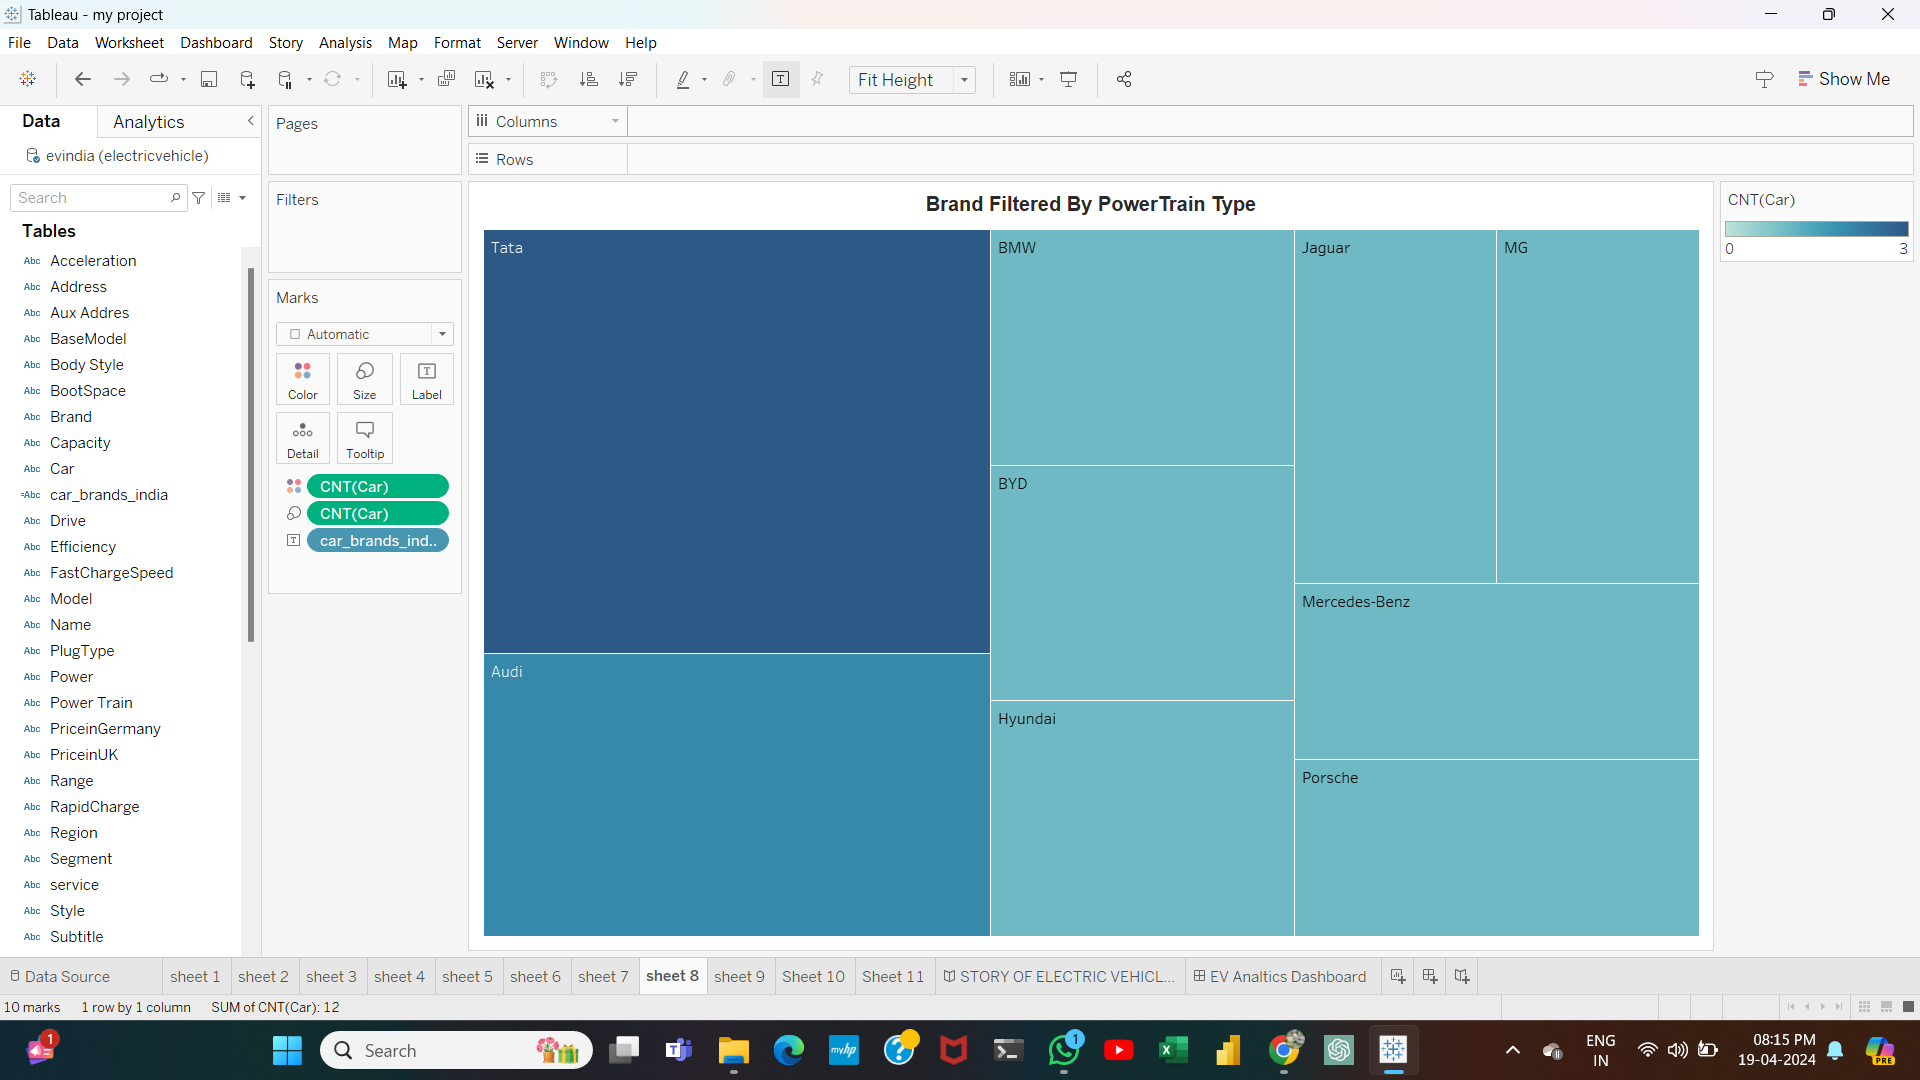 Tableau - my project
File Data Worksheet Dashboard Story Analysis Map Format Server Window Help
Fit Height
Show Me
Data
Analytics
evindia (electricvehicle)
Search
Tables
Abc Acceleration
Abc Address
Abc Aux Addres
Abc BaseModel
Abc Body Style
Abc BootSpace
Abc Brand
Abc Capacity
Abc Car
=Abc car_brands_india
Abc Drive
Abc Efficiency
Abc FastChargeSpeed
Abc Model
Abc Name
Abc PlugType
Abc Power
Abc Power Train
Abc PriceinGermany
Abc PriceinUK
Abc Range
Abc RapidCharge
Abc Region
Abc Segment
Abc service
Abc Style
Abc Subtitle
Pages
Filters
Marks
Automatic
Color Size Label
Detail Tooltip
CNT(Car)
CNT(Car)
car_brands_ind..
Columns
Rows
Brand Filtered By PowerTrain Type
Tata
Audi
BMW
BYD
Hyundai
Jaguar
MG
Mercedes-Benz
Porsche
CNT(Car)
0 3
Data Source sheet 1 sheet 2 sheet 3 sheet 4 sheet 5 sheet 6 sheet 7 sheet 8 sheet 9 Sheet 10 Sheet 11 STORY OF ELECTRIC VEHICL... EV Analtics Dashboard
10 marks 1 row by 1 column SUM of CNT(Car): 12
1
Search
myhp
1
ENG
IN
08:15 PM
19-04-2024
PRE